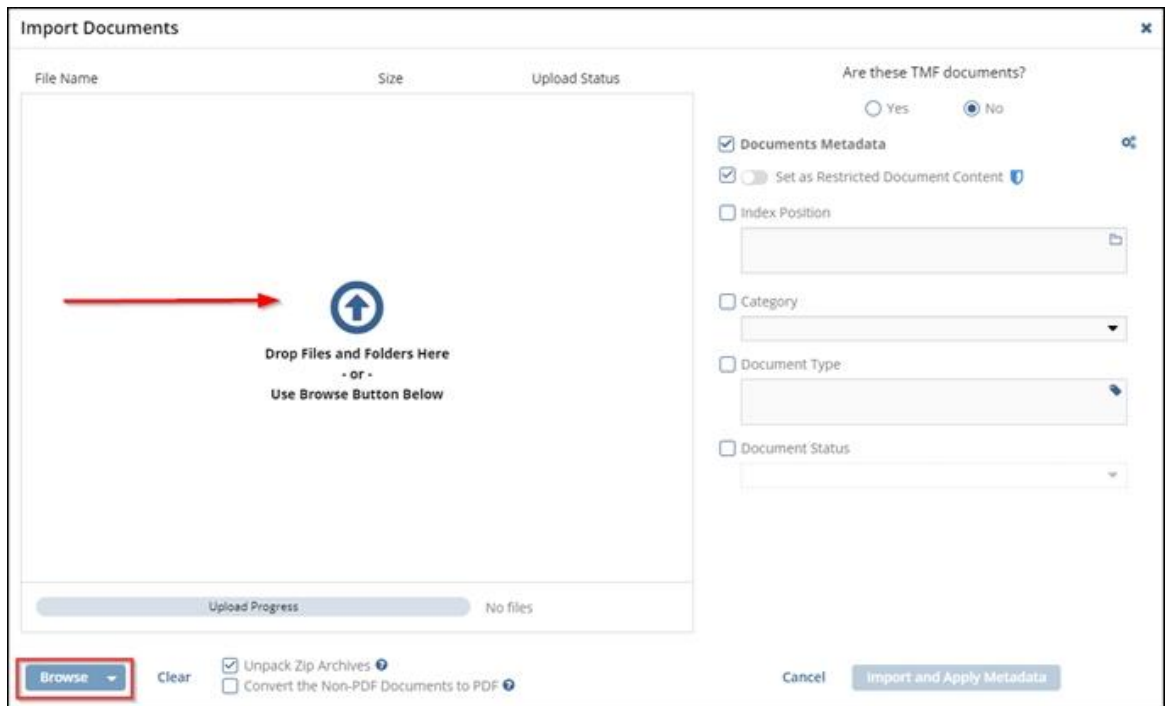 Import Documents
File Name Size Upload Status
Are these TMF documents?
Yes No
Documents Metadata
Set as Restricted Document Content
Index Position
Category
Document Type
Document Status
Drop Files and Folders Here
- or -
Use Browse Button Below
Upload Progress No files
Browse Clear
Unpack Zip Archives
Convert the Non-PDF Documents to PDF
Cancel Import and Apply Metadata